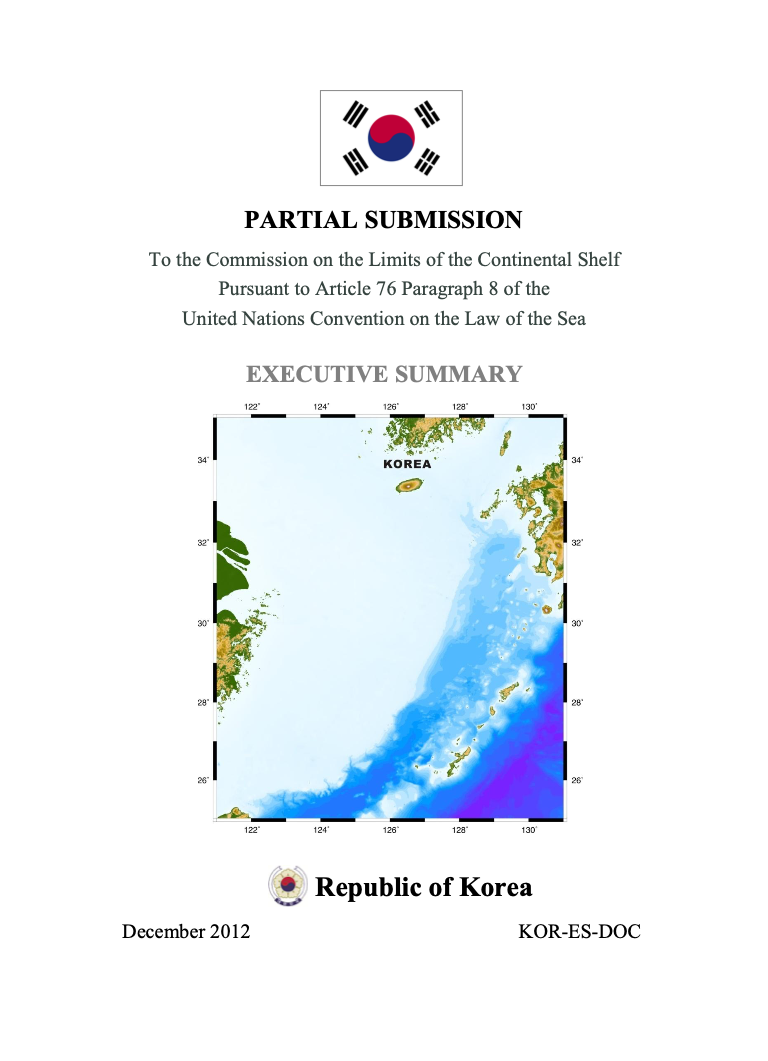 PARTIAL SUBMISSION
To the Commission on the Limits of the Continental Shelf
Pursuant to Article 76 Paragraph 8 of the
United Nations Convention on the Law of the Sea
EXECUTIVE SUMMARY
122˚ 124˚ 126˚ 128˚ 130˚
34˚ 34˚
KOREA
32˚ 32˚
30˚ 30˚
28˚ 28˚
26˚ 26˚
122˚ 124˚ 126˚ 128˚ 130˚
Republic of Korea
December 2012 KOR-ES-DOC